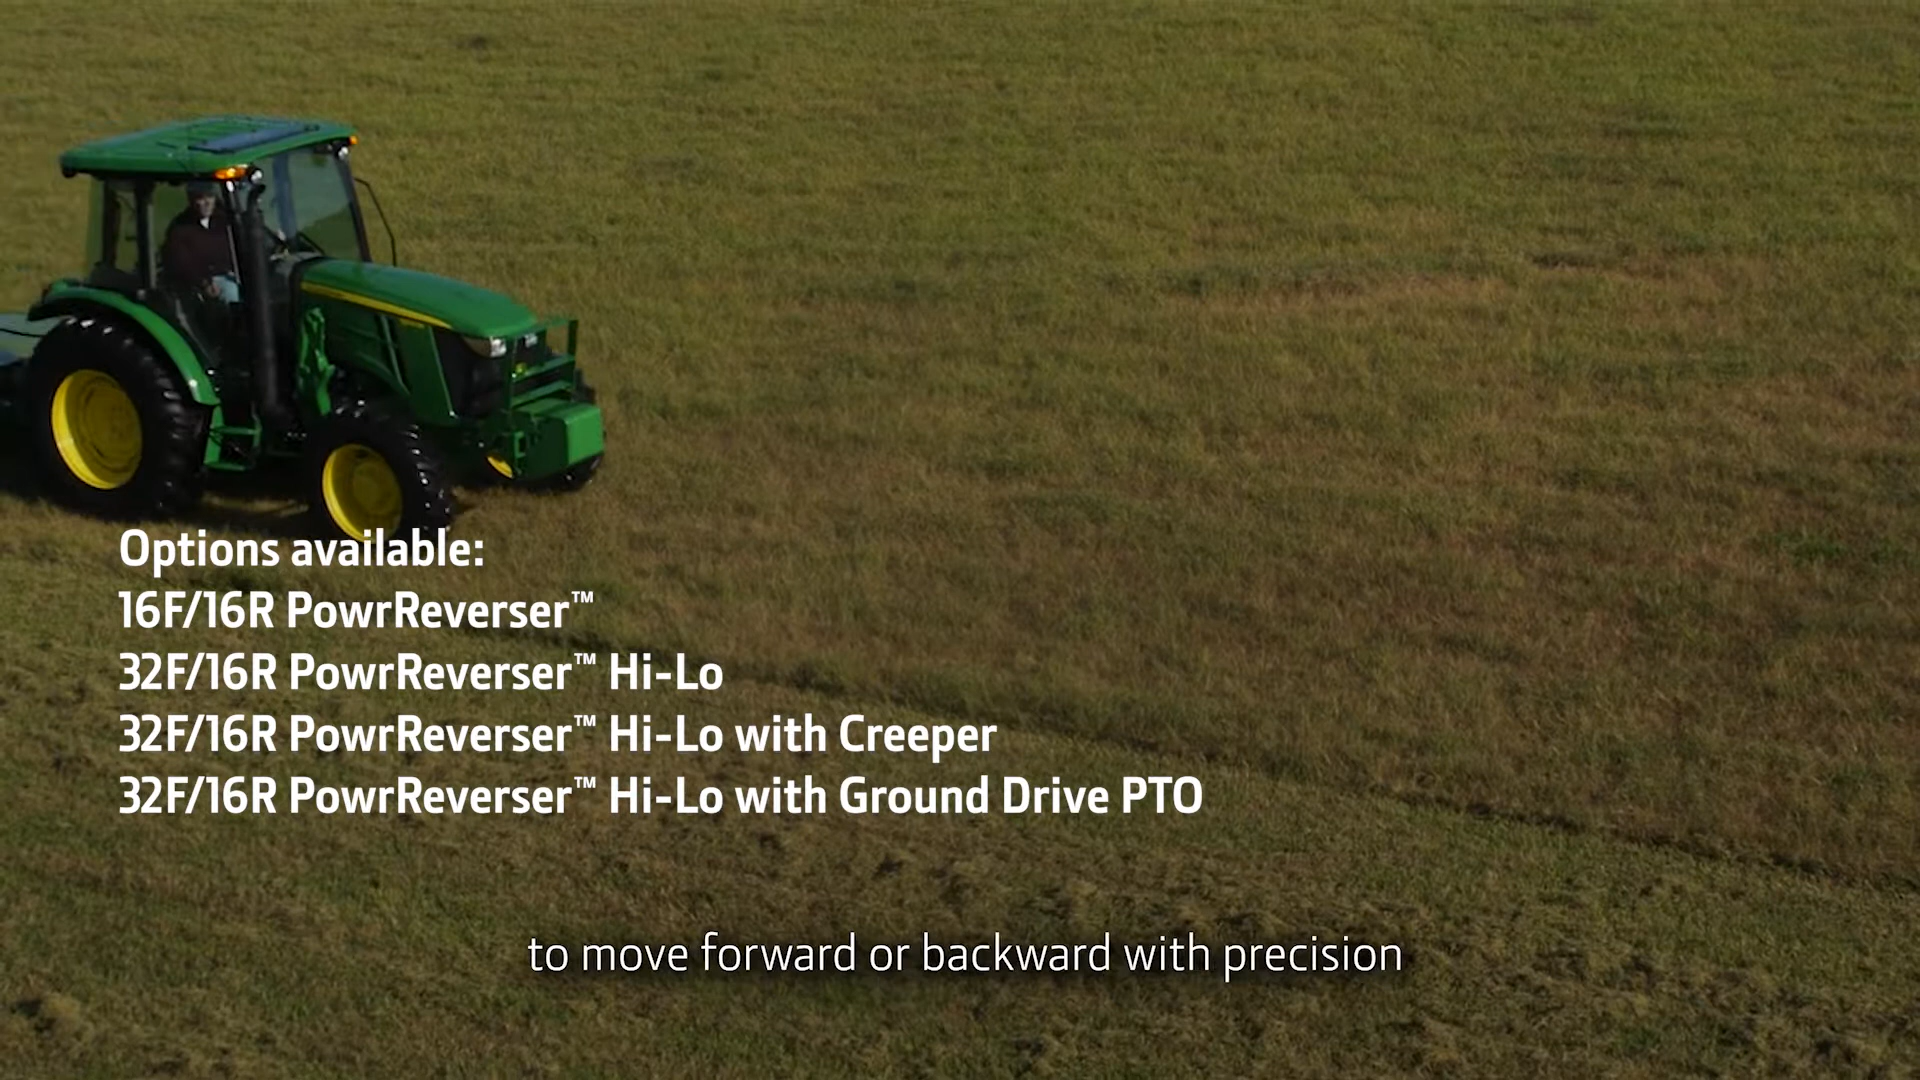 Options available:
16F/16R PowrReverser™
32F/16R PowrReverser™ Hi-Lo
32F/16R PowrReverser™ Hi-Lo with Creeper
32F/16R PowrReverser™ Hi-Lo with Ground Drive PTO
to move forward or backward with precision